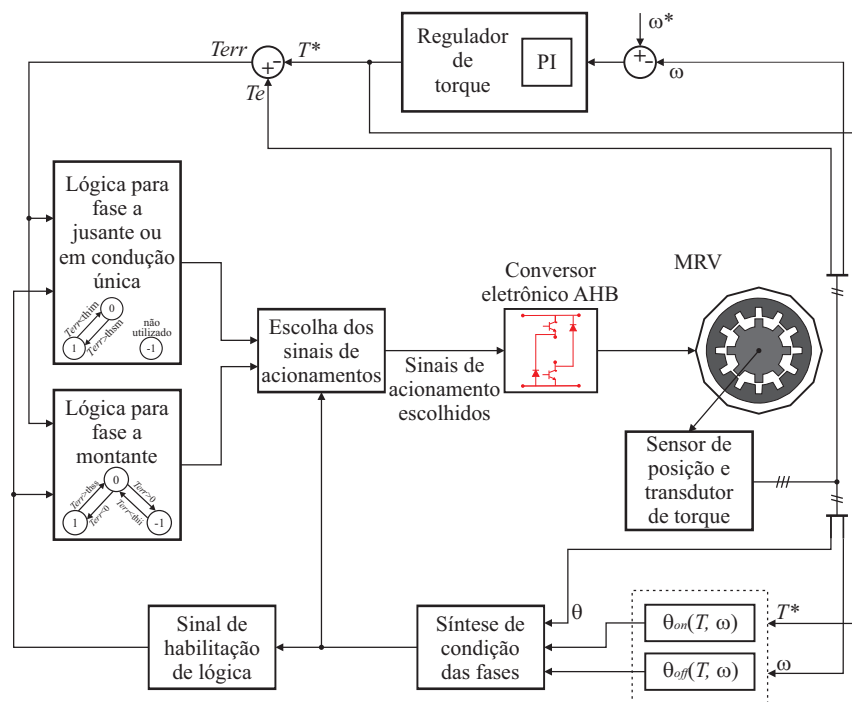 ω*
Terr
T*
Regulador
de
torque
PI
+
-
ω
+
-
Te
Lógica para
fase a
jusante ou
em condução
única
Terr<thim
Terr>thsm
0
1
não
utilizado
-1
Lógica para
fase a
montante
Terr>thss
Terr<0
Terr>0
Terr<thii
0
1
-1
Escolha dos
sinais de
acionamentos
Sinais de
acionamento
escolhidos
Conversor
eletrônico AHB
MRV
Sensor de
posição e
transdutor
de torque
Sinal de
habilitação
de lógica
Síntese de
condição
das fases
θ
θon(T, ω)
θoff(T, ω)
T*
ω